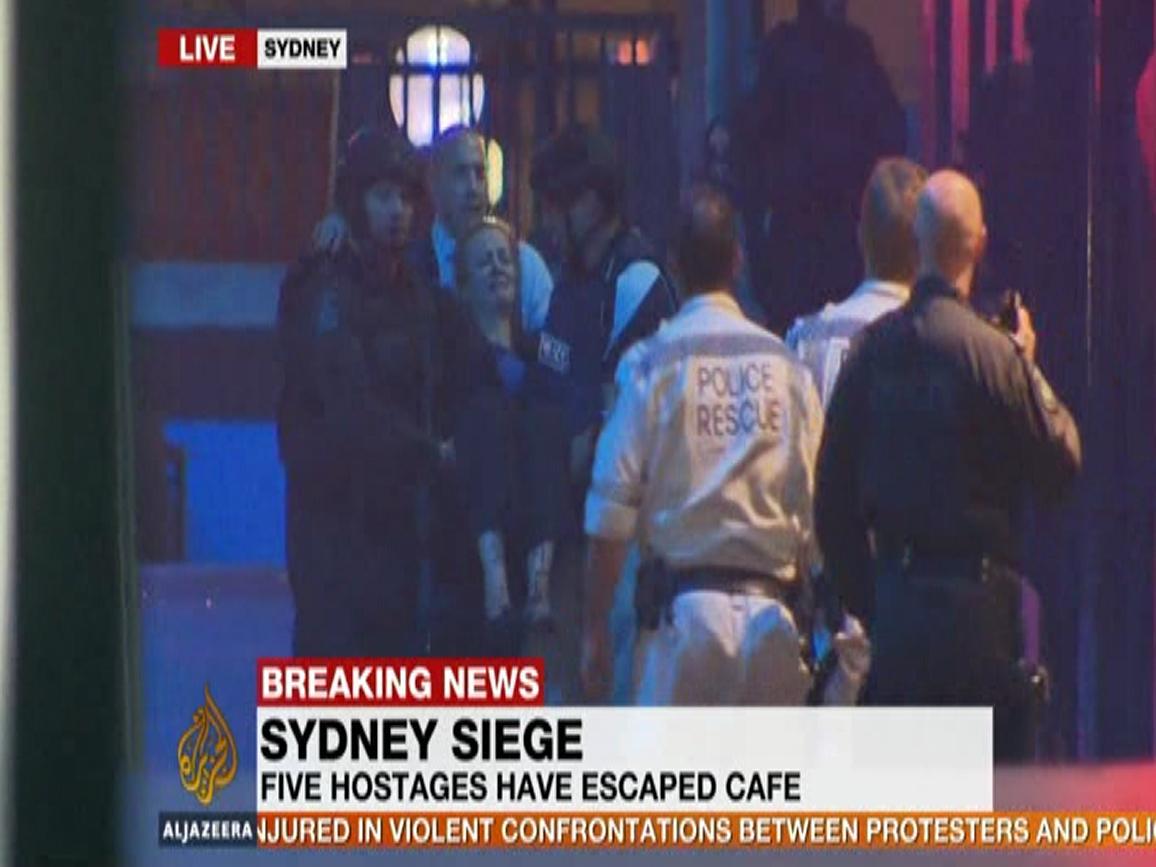 LIVE SYDNEY
POLICE
RESCUE
BREAKING NEWS
SYDNEY SIEGE
FIVE HOSTAGES HAVE ESCAPED CAFE
ALJAZEERA NJURED IN VIOLENT CONFRONTATIONS BETWEEN PROTESTERS AND POLI